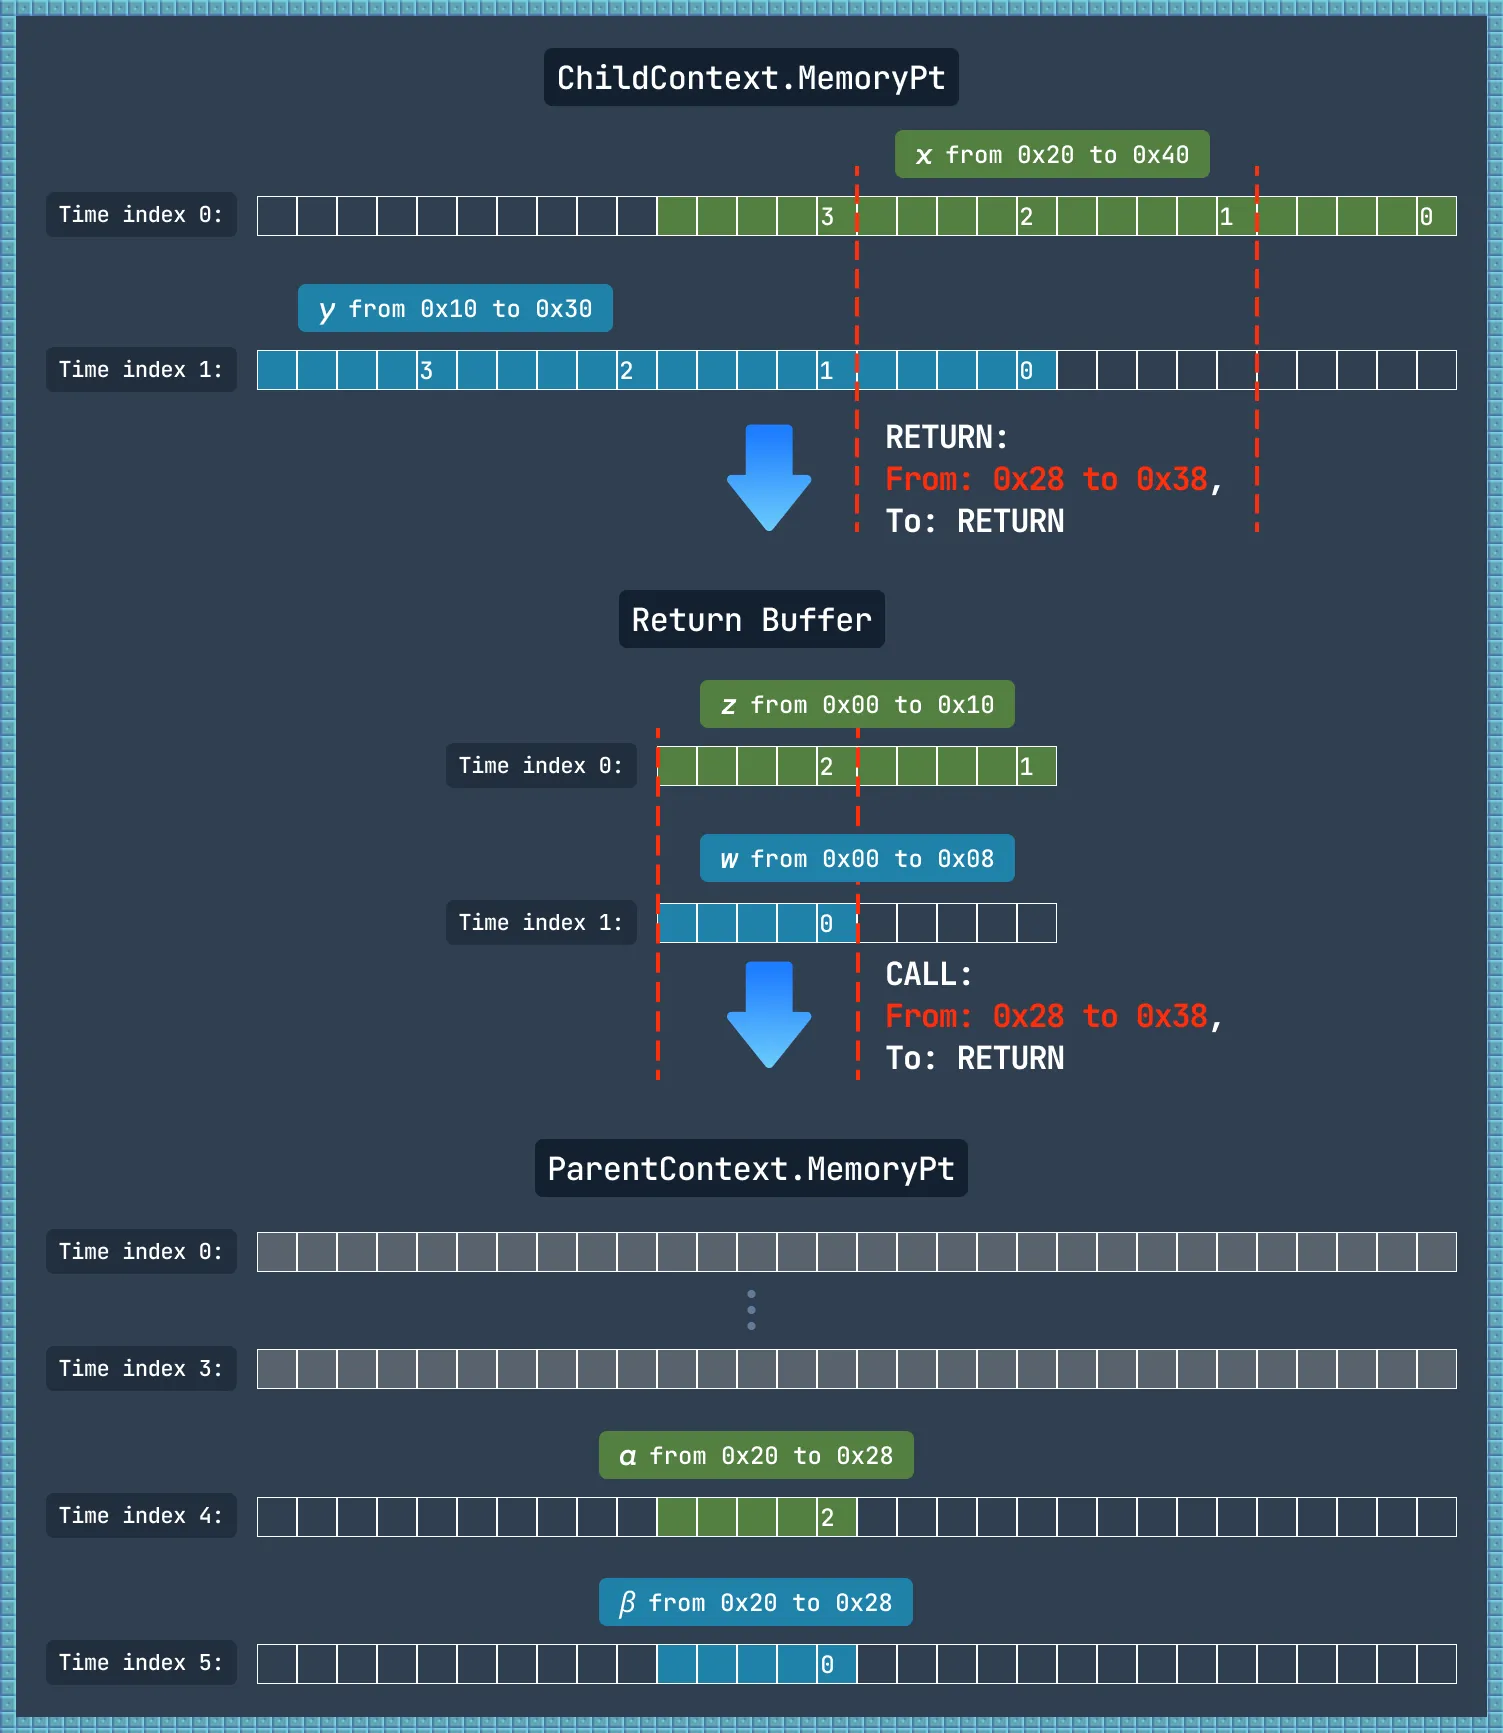 ChildContext.MemoryPt
x from 0x20 to 0x40
Time index 0:
3 2 1 0
y from 0x10 to 0x30
Time index 1:
3 2 1 0
RETURN:
From: 0x28 to 0x38,
To: RETURN
Return Buffer
z from 0x00 to 0x10
Time index 0:
2 1
w from 0x00 to 0x08
Time index 1:
0
CALL:
From: 0x28 to 0x38,
To: RETURN
ParentContext.MemoryPt
Time index 0:
Time index 3:
α from 0x20 to 0x28
Time index 4:
2
β from 0x20 to 0x28
Time index 5:
0